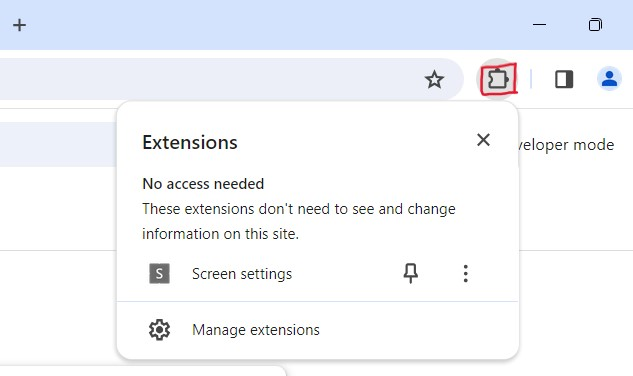 Extensions
veloper mode
No access needed
These extensions don't need to see and change
information on this site.
S
Screen settings
Manage extensions